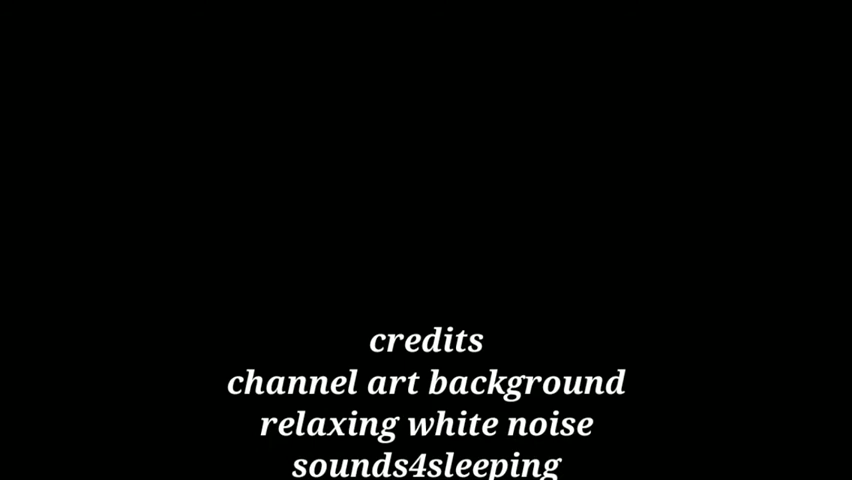 credits
channel art background
relaxing white noise
sounds4sleeping